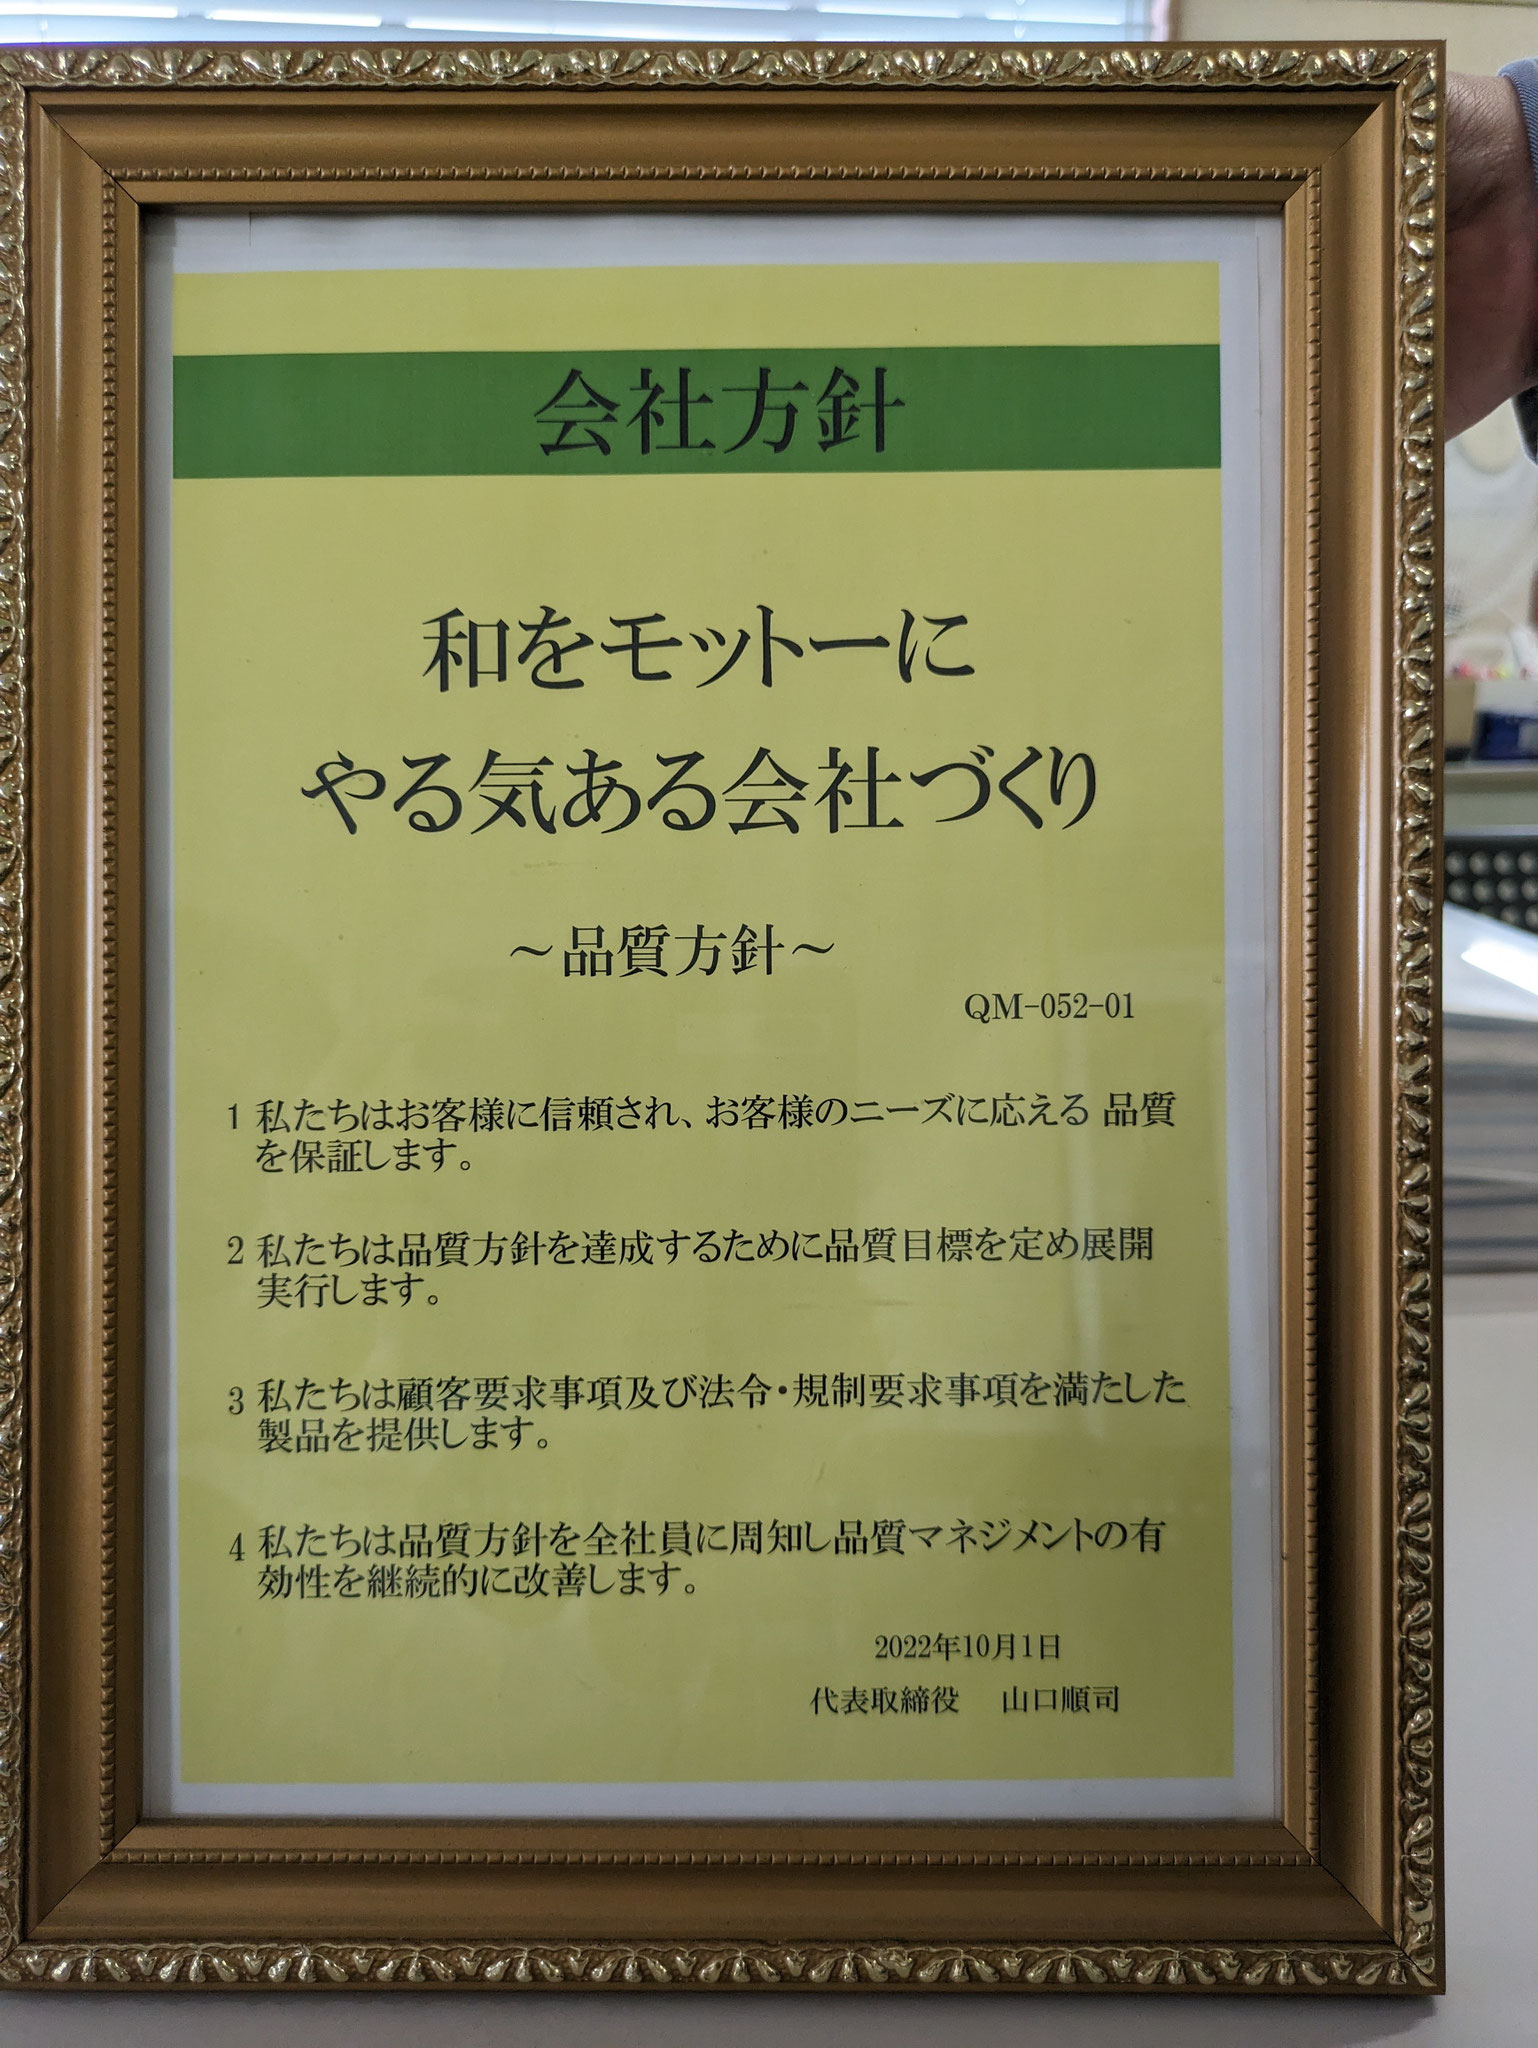 会社方針
和をモットーに
やる気ある会社づくり
～品質方針～
QM-052-01
1 私たちはお客様に信頼され、お客様のニーズに応える 品質
を保証します。
2 私たちは品質方針を達成するために品質目標を定め展開
実行します。
3 私たちは顧客要求事項及び法令・規制要求事項を満たした
製品を提供します。
4 私たちは品質方針を全社員に周知し品質マネジメントの有
効性を継続的に改善します。
2022年10月1日
代表取締役　山口順司